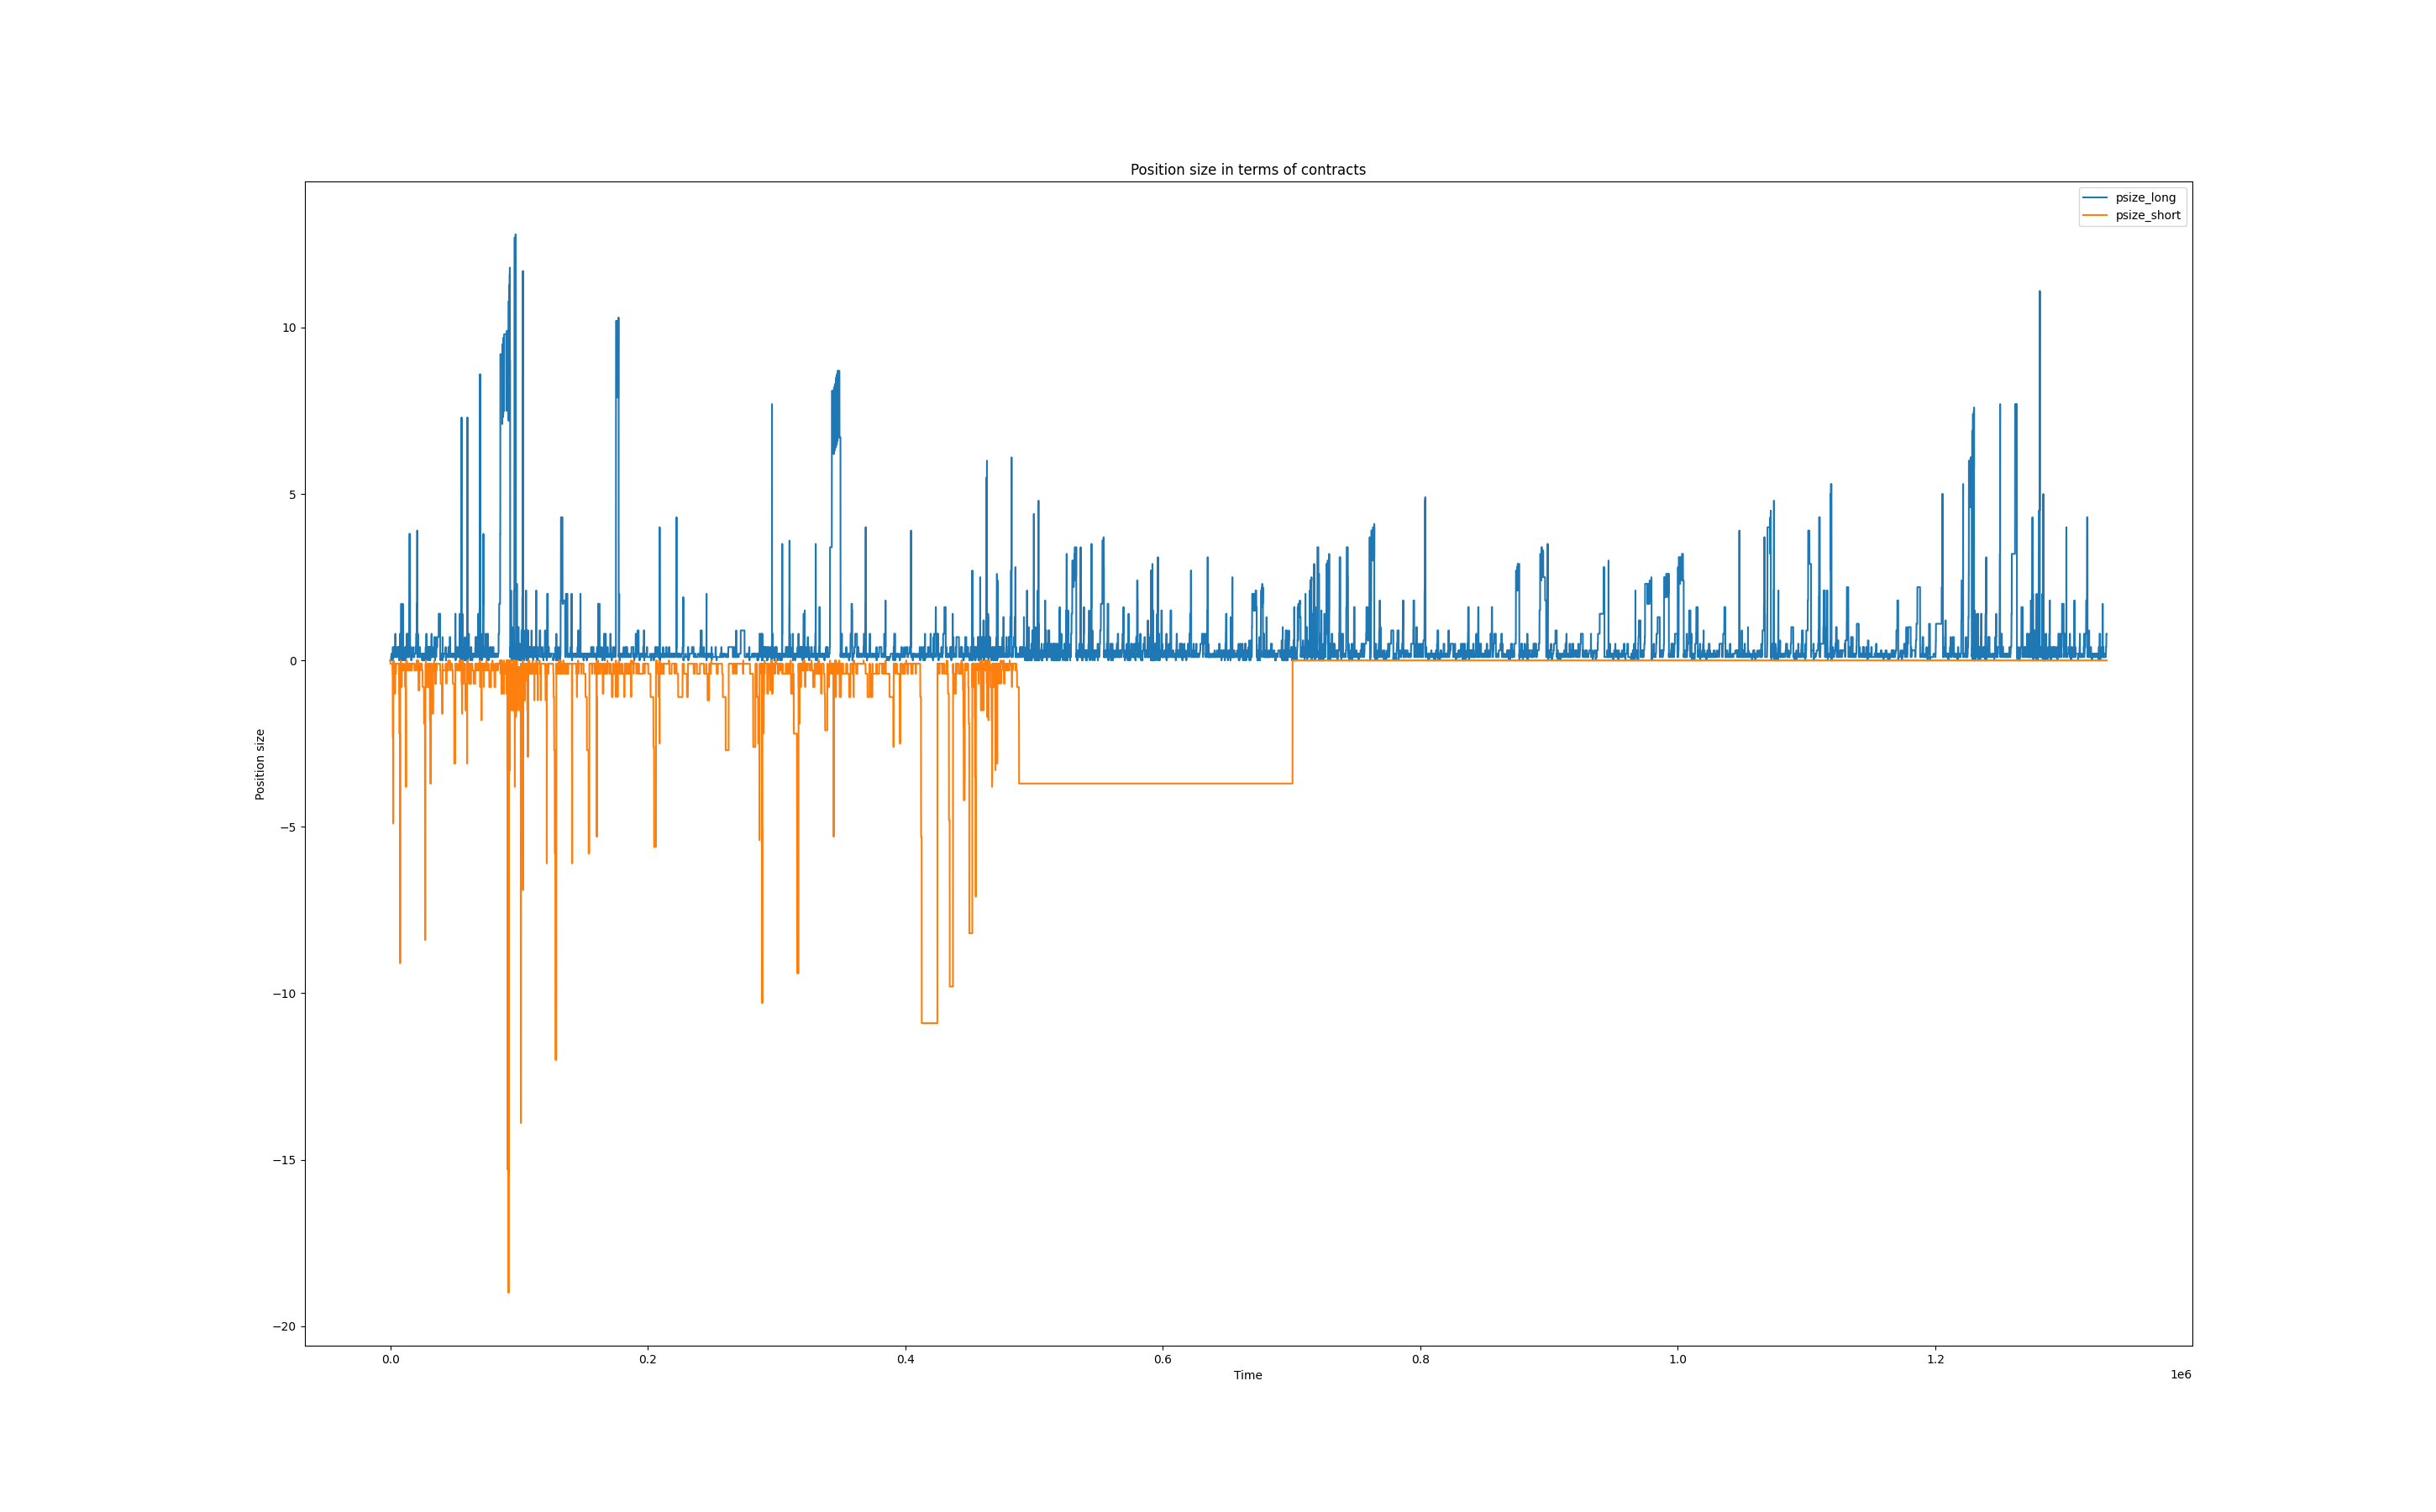 Position size in terms of contracts
psize_long
psize_short
Position size
10
5
0
−5
−10
−15
−20
0.0
0.2
0.4
0.6
0.8
1.0
1.2
1e6
Time